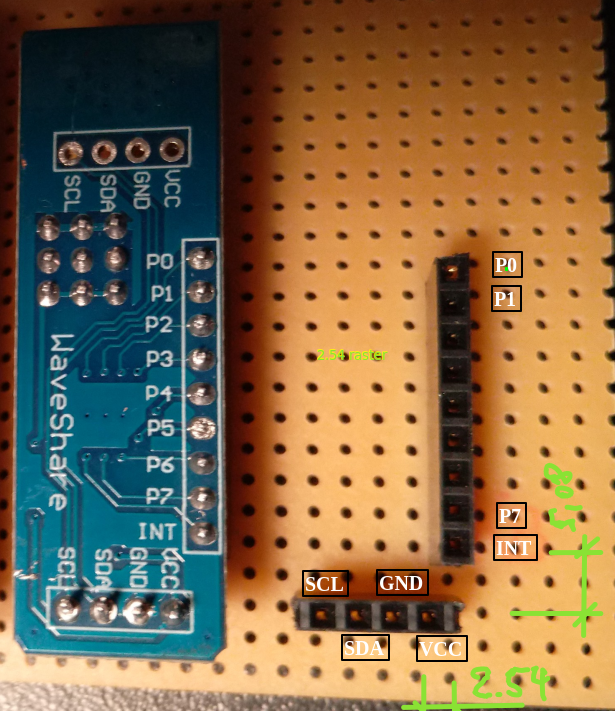 SCL SDA GND VCC
P0
P1
P2
P3
P4
P5
P6
P7
INT
WaveShare
SCL SDA GND VCC
P0
P1
2.54 raster
P7
INT
5,08
SCL
GND
SDA
VCC
2.54